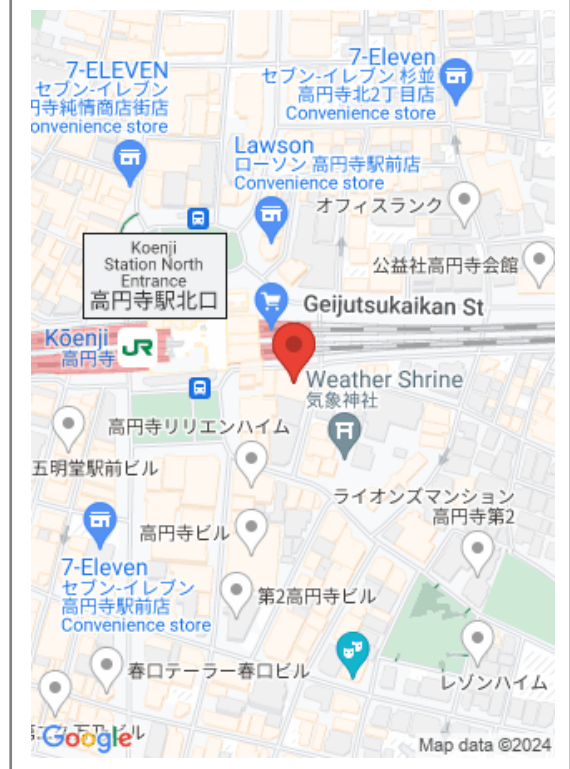 7-ELEVEN
セブン-イレブン
円寺純情商店街店
onvenience store
7-Eleven
セブン-イレブン 杉並
高円寺北2丁目店
Convenience store
Lawson
ローソン 高円寺駅前店
Convenience store
オフィスランク
公益社高円寺会館
Koenji
Station North
Entrance
高円寺駅北口
Geijutsukaikan St
Kōenji
高円寺
JR
Weather Shrine
気象神社
高円寺リリエンハイム
五明堂駅前ビル
ライオンズマンション
高円寺第2
高円寺ビル
7-Eleven
セブン-イレブン
高円寺駅前店
Convenience store
第2高円寺ビル
春口テーラー春口ビル
レゾンハイム
ビル
Google
Map data ©2024